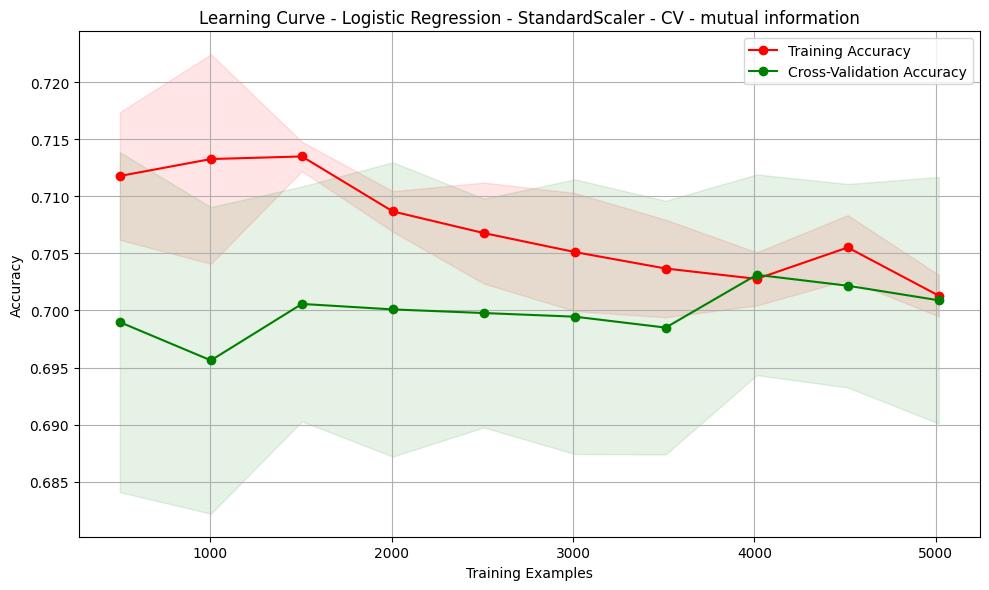 Learning Curve - Logistic Regression - StandardScaler - CV - mutual information
Training Accuracy
Cross-Validation Accuracy
0.720
0.715
0.710
0.705
0.700
0.695
0.690
0.685
Accuracy
1000
2000
3000
4000
5000
Training Examples